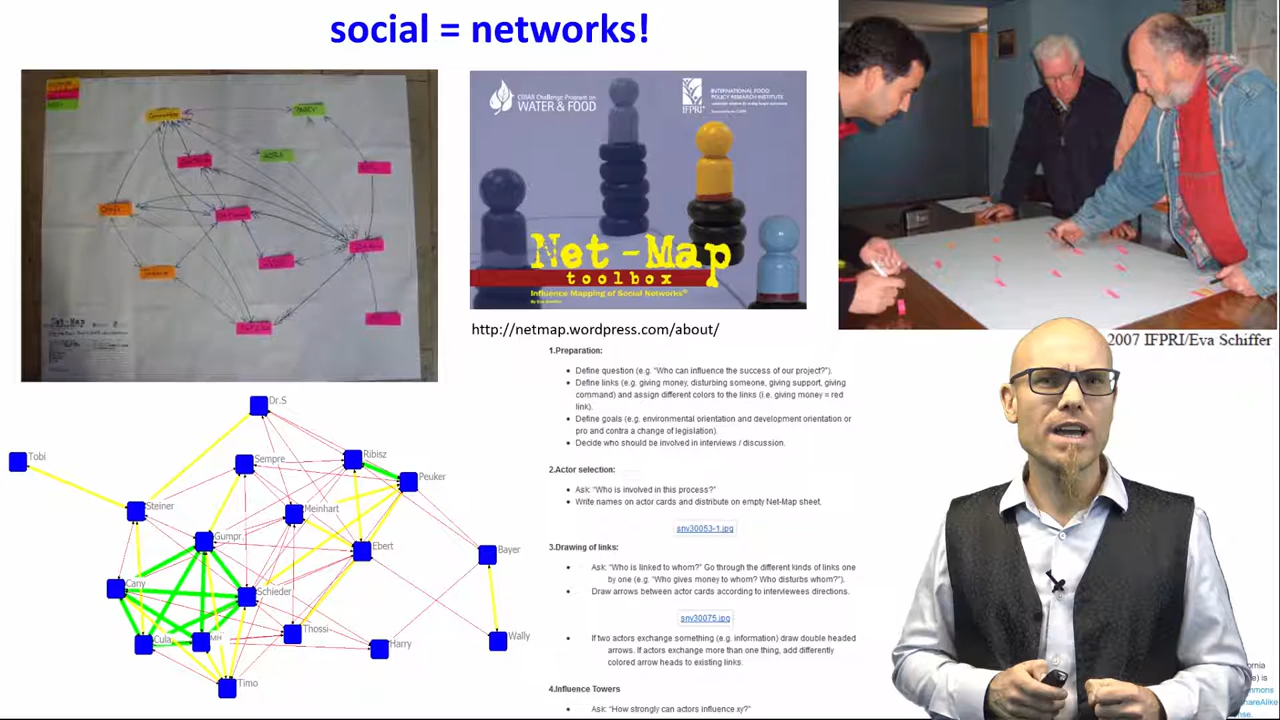 social = networks!
CGIAR Challenge Program on
WATER & FOOD
INTERNATIONAL FOOD
POLICY RESEARCH INSTITUTE
IFPRI
Net-Map
toolbox
Influence Mapping of Social Networks
By Eva Schiffer
Net-Map
http://netmap.wordpress.com/about/
2007 IFPRI/Eva Schiffer
1.Preparation:
Define question (e.g. "Who can influence the success of our project?").
Define links (e.g. giving money, disturbing someone, giving support, giving
command) and assign different colors to the links (i.e. giving money = red
link).
Define goals (e.g. environmental orientation and development orientation or
pro and contra a change of legislation).
Decide who should be involved in interviews / discussion.
2.Actor selection:
Ask: "Who is involved in this process?"
Write names on actor cards and distribute on empty Net-Map sheet.
snv30053-1.jpg
3.Drawing of links:
Ask: "Who is linked to whom?" Go through the different kinds of links one
by one (e.g. "Who gives money to whom? Who disturbs whom?").
Draw arrows between actor cards according to interviewees directions.
snv30075.jpg
If two actors exchange something (e.g. information) draw double headed
arrows. If actors exchange more than one thing, add differently
colored arrow heads to existing links.
4.Influence Towers
Ask: "How strongly can actors influence xy?"
Dr.S
Tobi
Sempre
Ribisz
Peuker
Steiner
Meinhart
Gumpr
Ebert
Bayer
Cany
Schieder
Cula
MH
Thossi
Harry
Wally
Timo